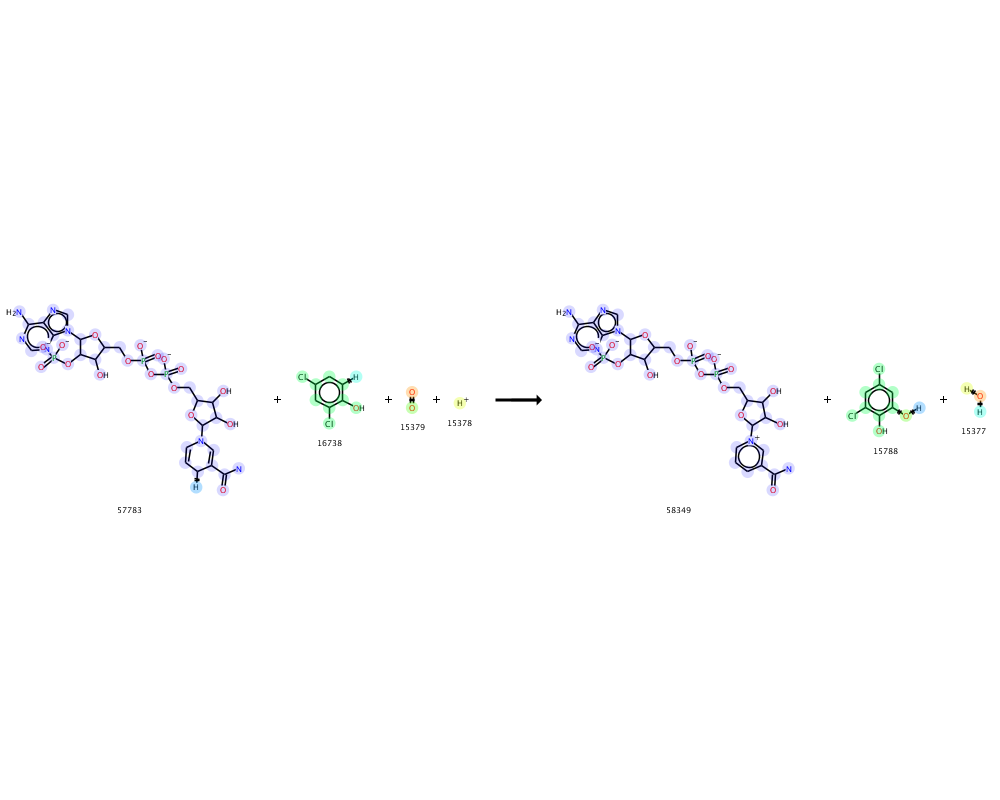 57783
+
16738
+
15379
+
15378
58349
+
15788
+
15377
H₂N
N
N
N
N
O
O⁻
O⁻
P
O
O
O
OH
O
O⁻
P
O
O⁻
O
P
O
O
O
OH
OH
N
N
O
H
Cl
H
OH
Cl
O
O
H⁺
H₂N
N
N
N
N
O
O⁻
O⁻
P
O
O
O
OH
O
O⁻
P
O
O⁻
O
P
O
O
O
OH
OH
N⁺
N
O
Cl
Cl
OH
O
H
H
O
H